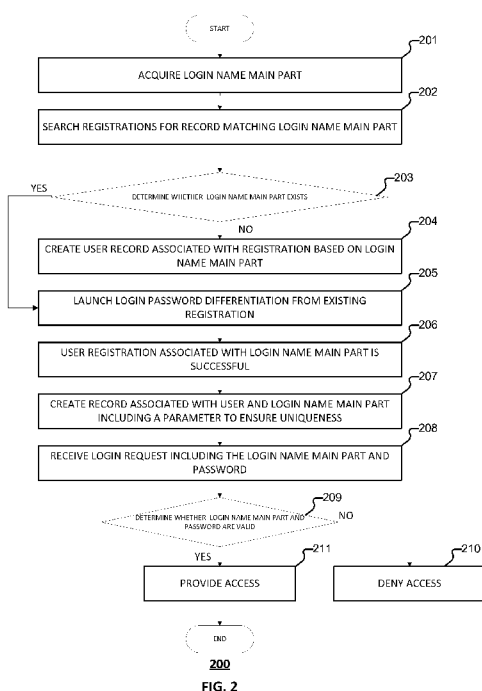 START
201
ACQUIRE LOGIN NAME MAIN PART
202
SEARCH REGISTRATIONS FOR RECORD MATCHING LOGIN NAME MAIN PART
203
YES
DETERMINE WHETHER LOGIN NAME MAIN PART EXISTS
NO
204
CREATE USER RECORD ASSOCIATED WITH REGISTRATION BASED ON LOGIN
NAME MAIN PART
205
LAUNCH LOGIN PASSWORD DIFFERENTIATION FROM EXISTING
REGISTRATION
206
USER REGISTRATION ASSOCIATED WITH LOGIN NAME MAIN PART IS
SUCCESSFUL
207
CREATE RECORD ASSOCIATED WITH USER AND LOGIN NAME MAIN PART
INCLUDING A PARAMETER TO ENSURE UNIQUENESS
208
RECEIVE LOGIN REQUEST INCLUDING THE LOGIN NAME MAIN PART AND
PASSWORD
209
DETERMINE WHETHER LOGIN NAME MAIN PART AND
PASSWORD ARE VALID
NO
YES
211
210
PROVIDE ACCESS
DENY ACCESS
END
200
FIG. 2